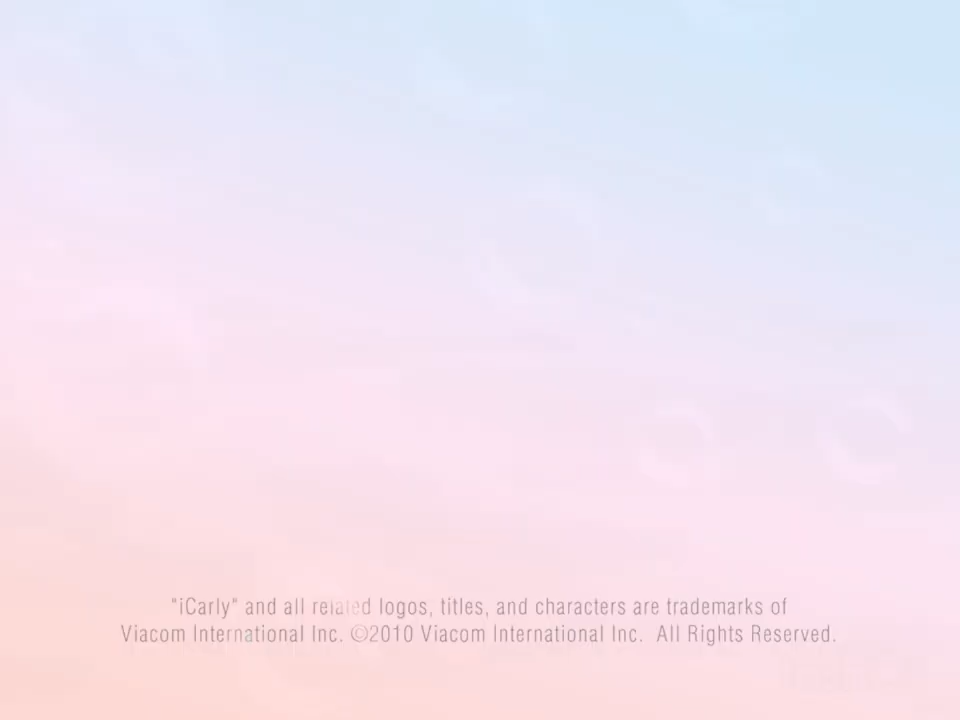 "iCarly" and all related logos, titles, and characters are trademarks of
Viacom International Inc. ©2010 Viacom International Inc. All Rights Reserved.